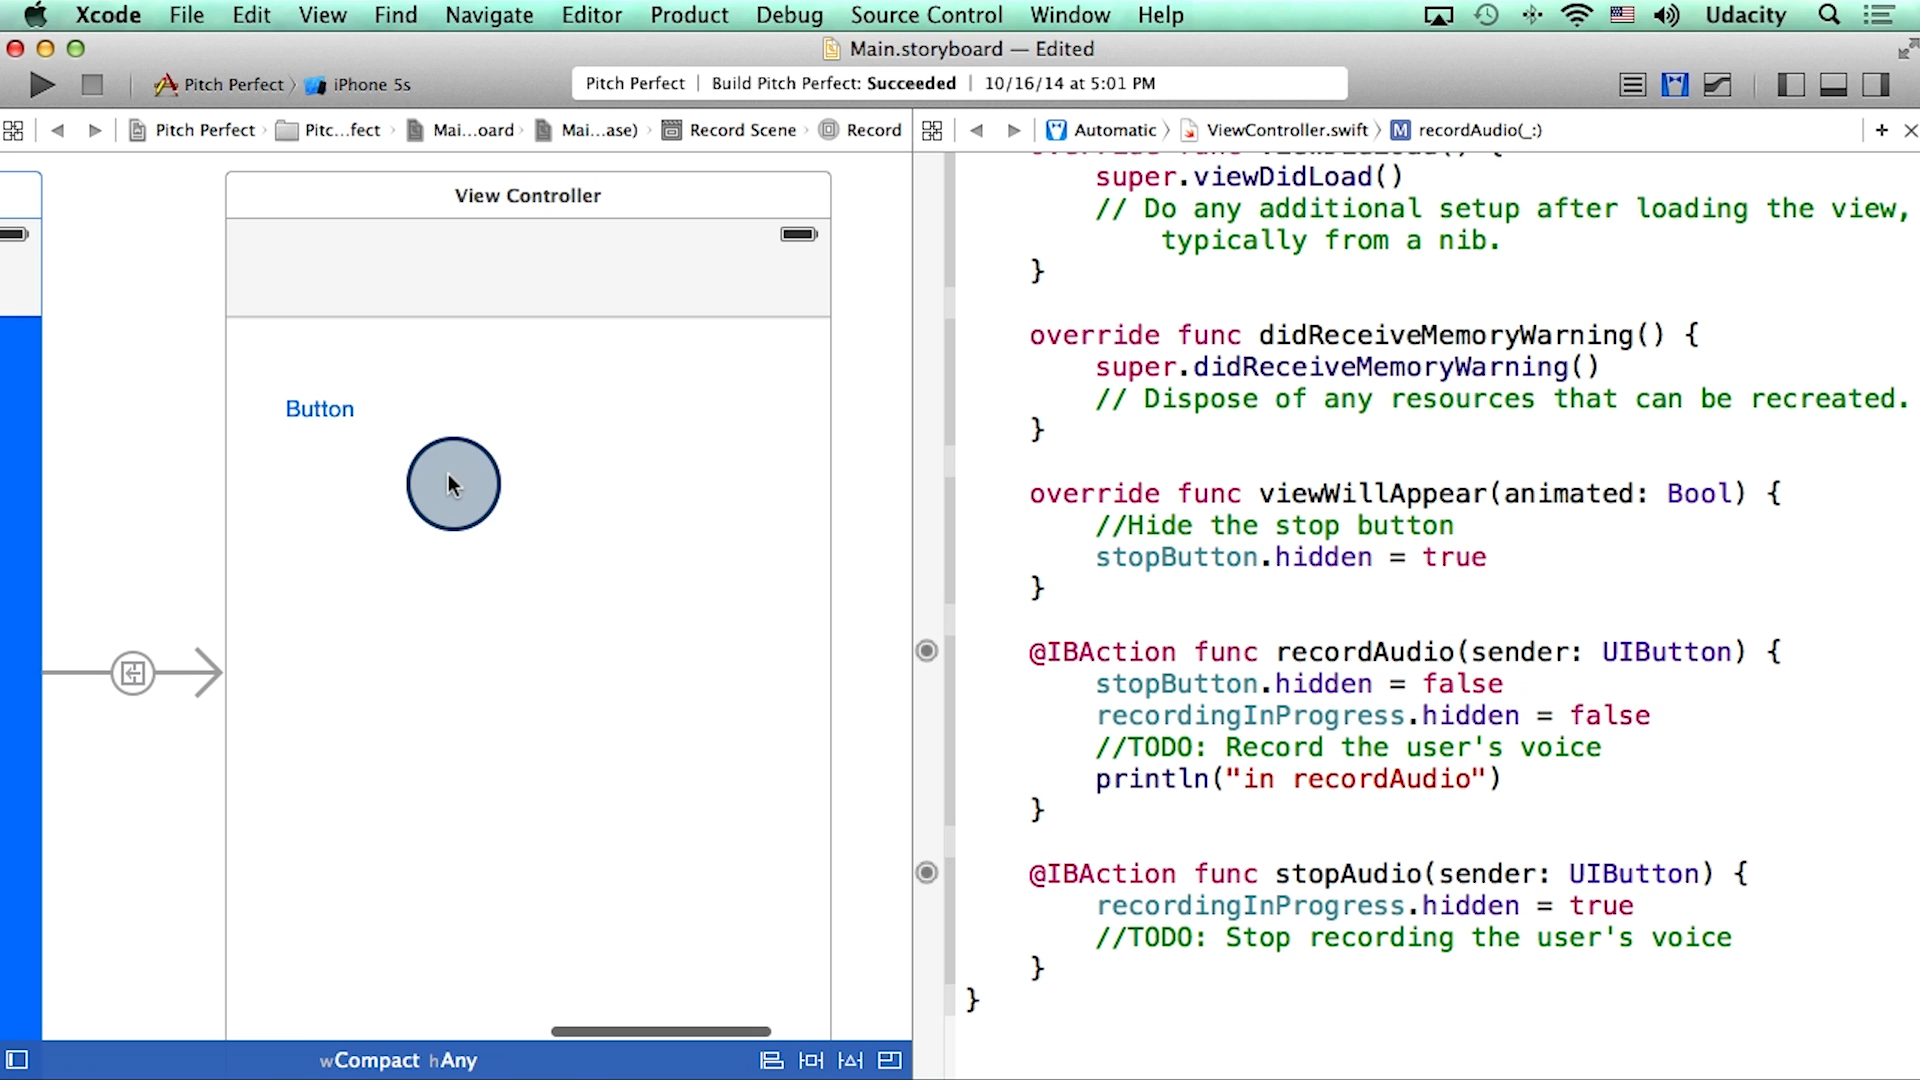 Xcode File Edit View Find Navigate Editor Product Debug Source Control Window Help Udacity
Main.storyboard — Edited
Pitch Perfect iPhone 5s
Pitch Perfect | Build Pitch Perfect: Succeeded | 10/16/14 at 5:01 PM
Pitch Perfect Pitc...fect Mai...oard Mai...ase) Record Scene Record
Automatic ViewController.swift M recordAudio(_:)
View Controller
Button
wCompact hAny
override func viewDidLoad() {
super.viewDidLoad()
// Do any additional setup after loading the view,
typically from a nib.
}
override func didReceiveMemoryWarning() {
super.didReceiveMemoryWarning()
// Dispose of any resources that can be recreated.
}
override func viewWillAppear(animated: Bool) {
//Hide the stop button
stopButton.hidden = true
}
@IBAction func recordAudio(sender: UIButton) {
stopButton.hidden = false
recordingInProgress.hidden = false
//TODO: Record the user's voice
println("in recordAudio")
}
@IBAction func stopAudio(sender: UIButton) {
recordingInProgress.hidden = true
//TODO: Stop recording the user's voice
}
}